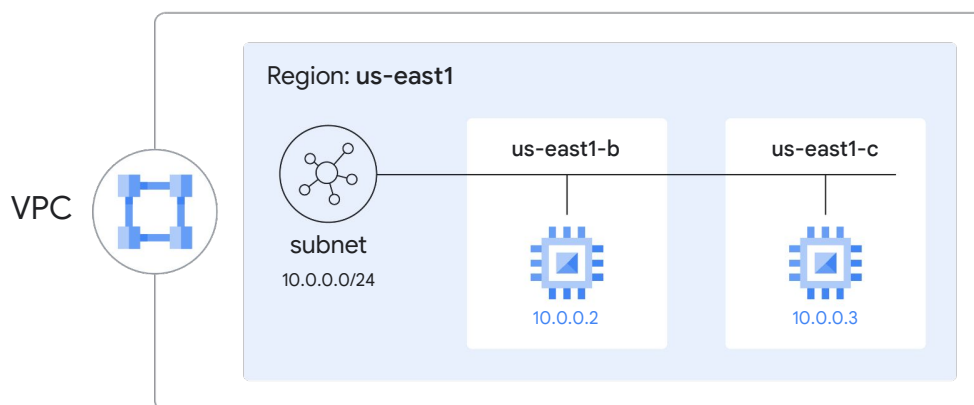 Region: us-east1
us-east1-b
us-east1-c
VPC
subnet
10.0.0.0/24
10.0.0.2
10.0.0.3